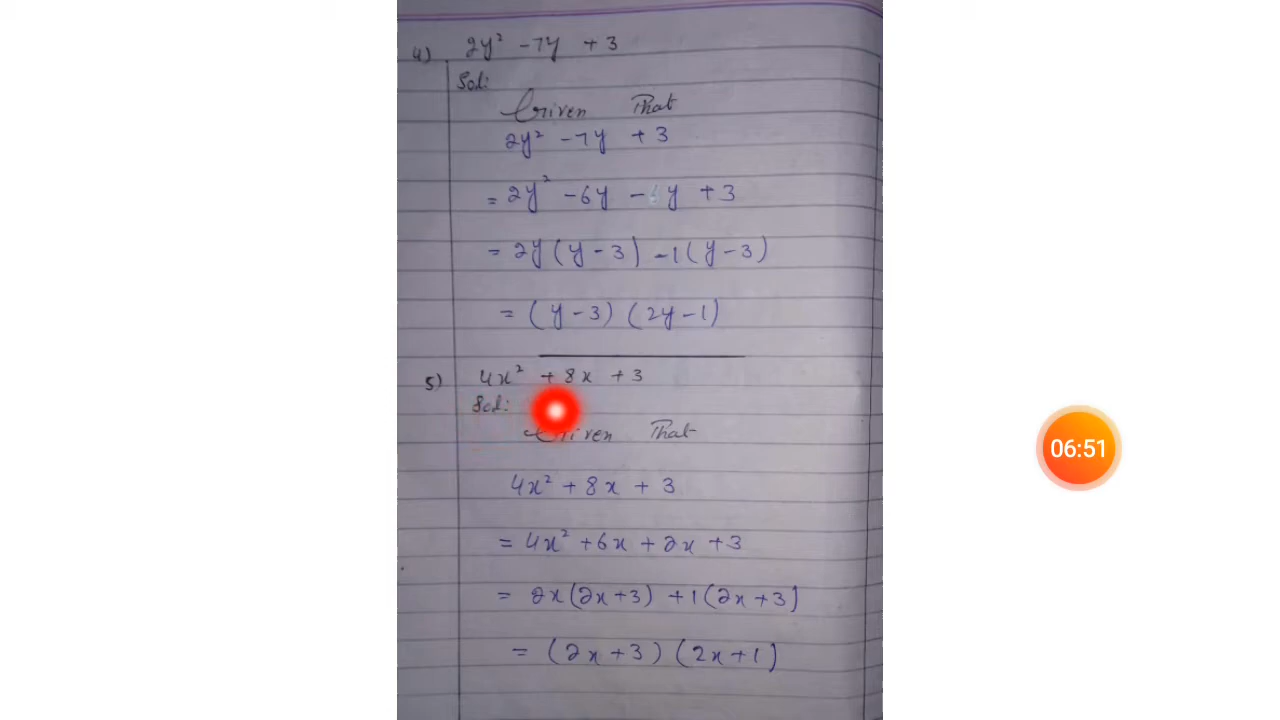 4) 2y² - 7y + 3
Sol:
Given That
2y² - 7y + 3
= 2y² - 6y - y + 3
= 2y(y - 3) - 1(y - 3)
= (y - 3) (2y - 1)
5) 4x² + 8x + 3
Sol:
Given That
4x² + 8x + 3
= 4x² + 6x + 2x + 3
= 2x(2x + 3) + 1(2x + 3)
= (2x + 3) (2x + 1)
06:51